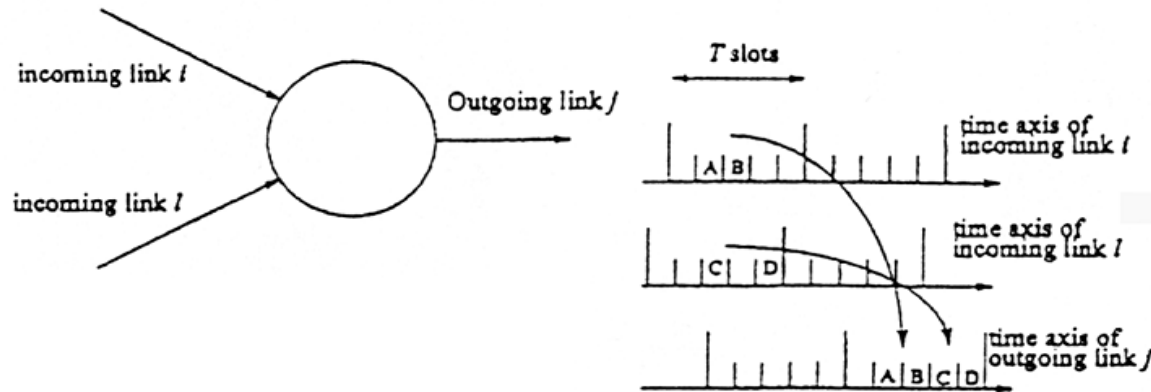 incoming link i
Outgoing link j
incoming link l
T slots
A B
time axis of
incoming link i
C D
time axis of
incoming link l
A B C D
time axis of
outgoing link j